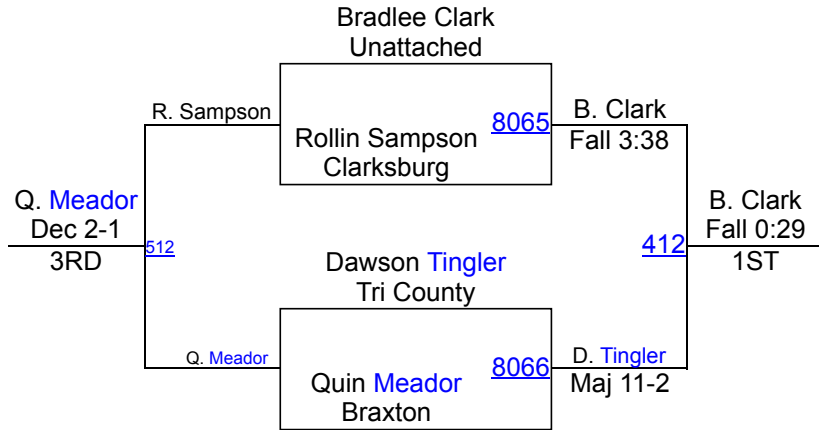 Bradlee Clark
Unattached
R. Sampson
8065
B. Clark
Rollin Sampson
Fall 3:38
Clarksburg
Q. Meador
B. Clark
Dec 2-1
Fall 0:29
512
412
3RD
1ST
Dawson Tingler
Tri County
Q. Meador
8066
D. Tingler
Quin Meador
Maj 11-2
Braxton